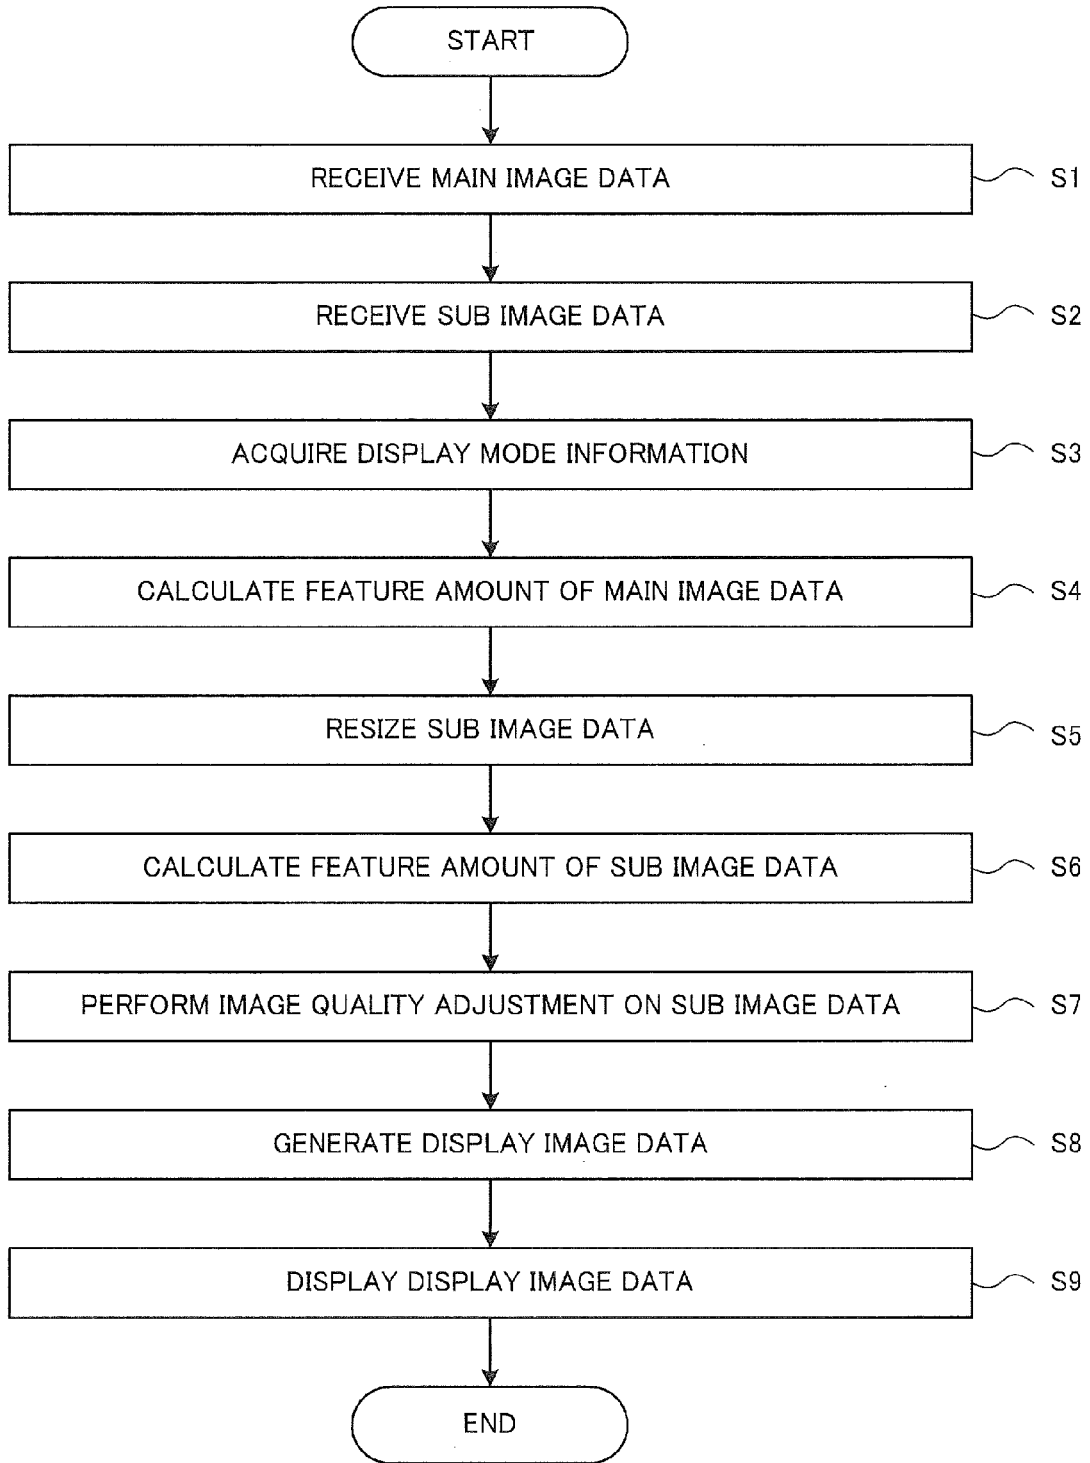 START
RECEIVE MAIN IMAGE DATA
S1
RECEIVE SUB IMAGE DATA
S2
ACQUIRE DISPLAY MODE INFORMATION
S3
CALCULATE FEATURE AMOUNT OF MAIN IMAGE DATA
S4
RESIZE SUB IMAGE DATA
S5
CALCULATE FEATURE AMOUNT OF SUB IMAGE DATA
S6
PERFORM IMAGE QUALITY ADJUSTMENT ON SUB IMAGE DATA
S7
GENERATE DISPLAY IMAGE DATA
S8
DISPLAY DISPLAY IMAGE DATA
S9
END